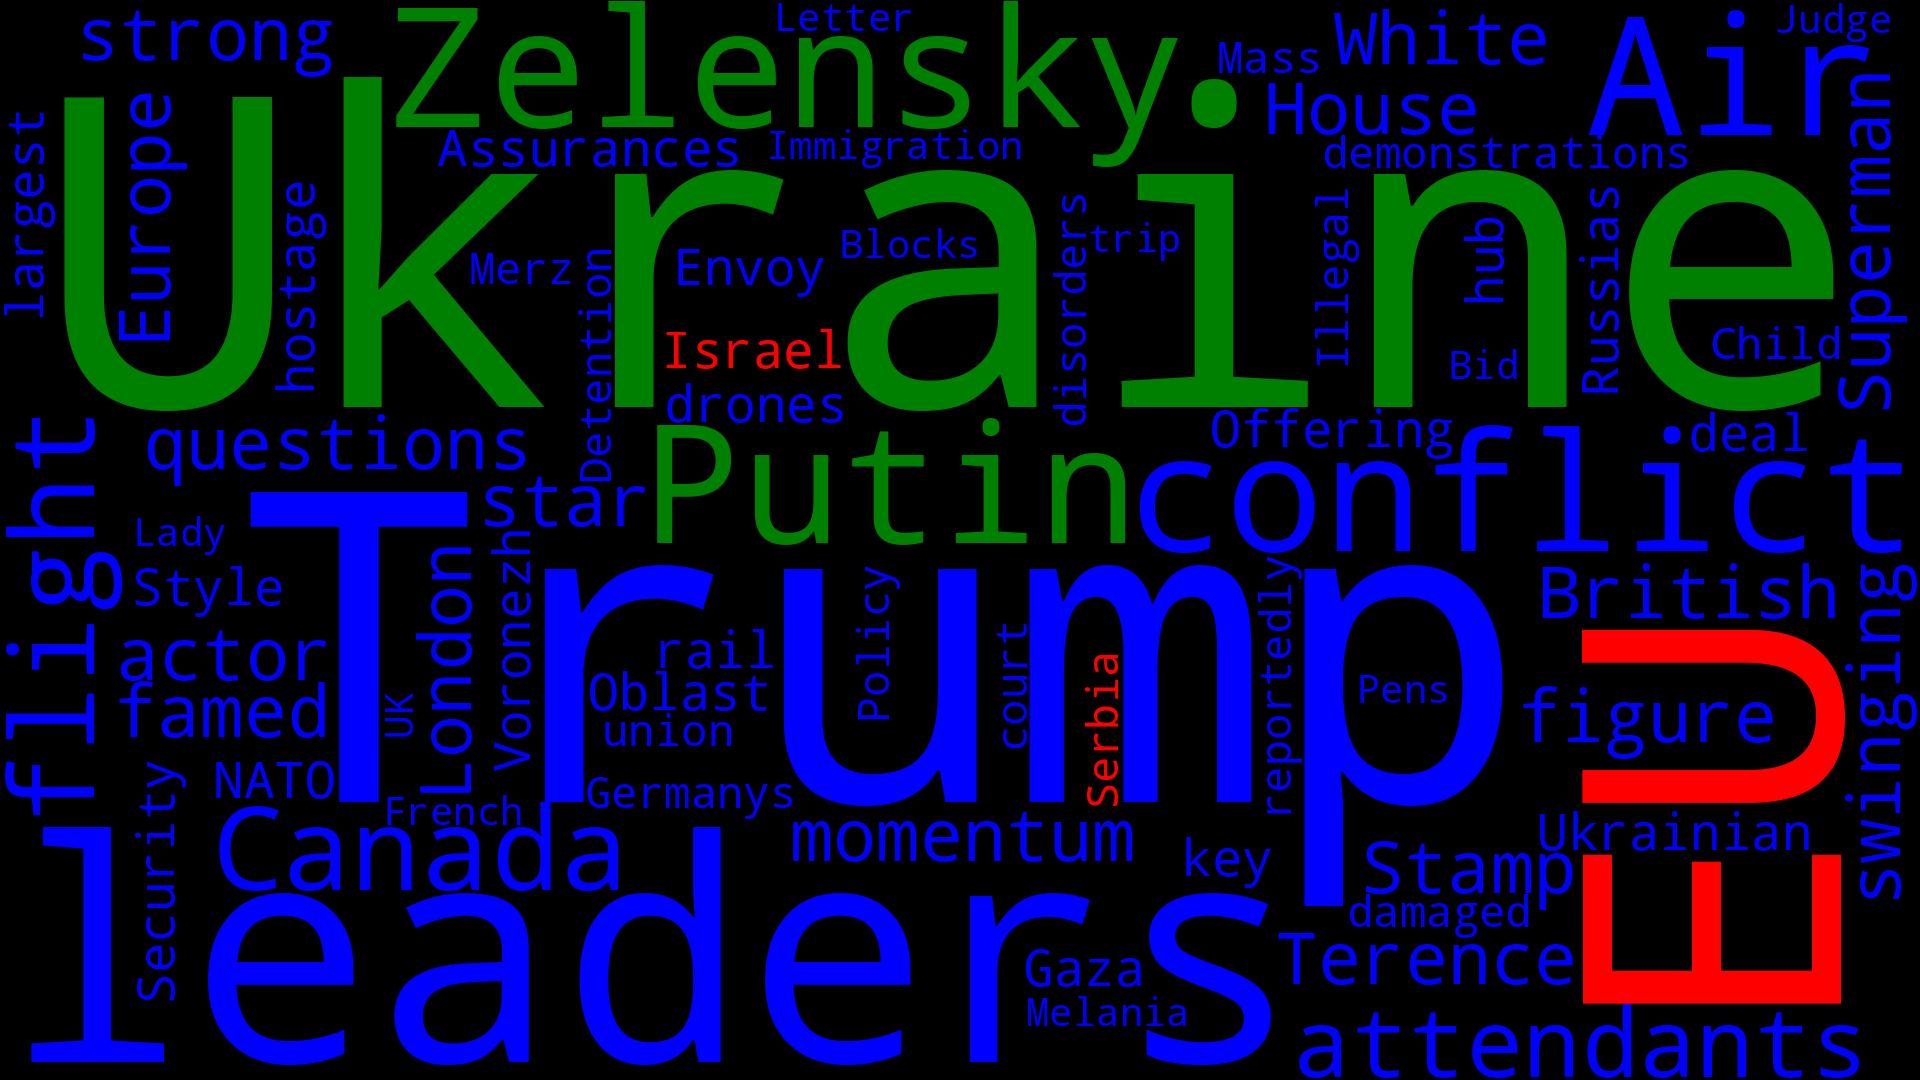 strong
Zelensky
Letter
White
Air
Judge
Mass
House
Superman
Ukraine
largest
Europe
Assurances
Immigration
demonstrations
hostage
Merz
Envoy
Blocks
trip
disorders
Illegal
hub
Russias
Detention
Israel
Bid
Child
drones
questions
Putin
Offering
deal
conflict
flight
star
Trump
Lady
London
Voronezh
Style
Policy
reportedly
British
swinging
actor
rail
court
Serbia
Pens
EU
famed
UK
Oblast
union
figure
Security
NATO
French
Germanys
Canada
momentum
key
Stamp
Ukrainian
leaders
damaged
Terence
Gaza
Melania
attendants